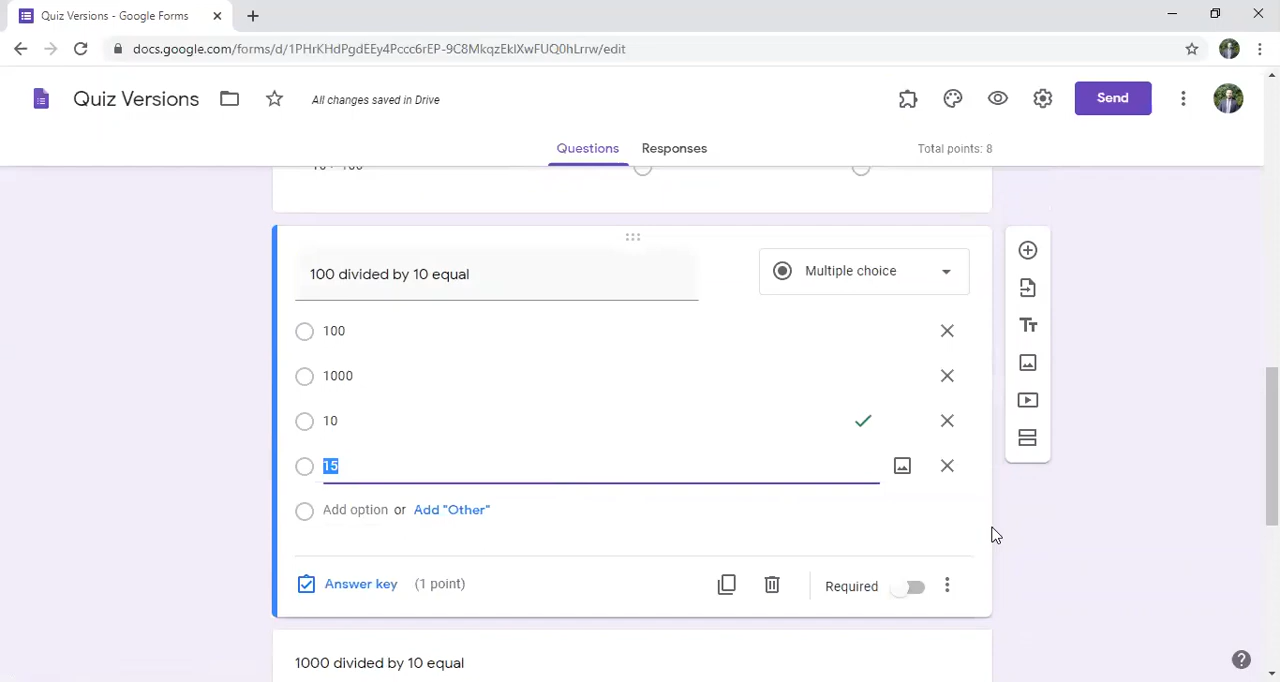 Quiz Versions - Google Forms
docs.google.com/forms/d/1PHrKHdPgdEEy4Pccc6rEP-9C8MkqzEklXwFUQ0hLrrw/edit
Quiz Versions
All changes saved in Drive
Send
Questions
Responses
Total points: 8
100 divided by 10 equal
Multiple choice
100
1000
10
15
Add option or Add "Other"
Answer key (1 point)
Required
1000 divided by 10 equal